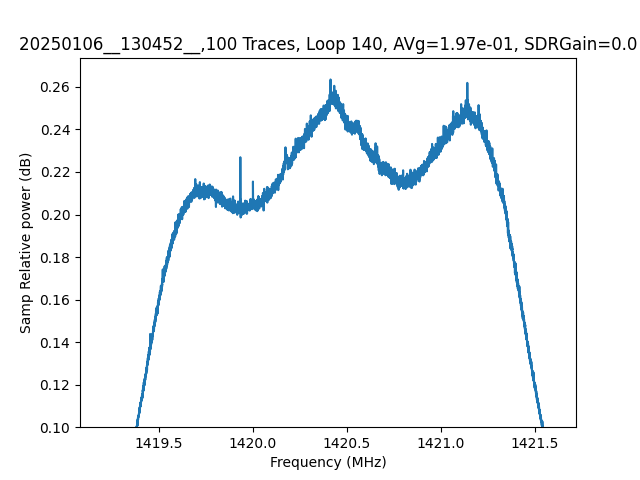 20250106__130452__,100 Traces, Loop 140, AVg=1.97e-01, SDRGain=0.0
0.26
0.24
0.22
0.20
0.18
0.16
0.14
0.12
0.10
Samp Relative power (dB)
1419.5 1420.0 1420.5 1421.0 1421.5
Frequency (MHz)